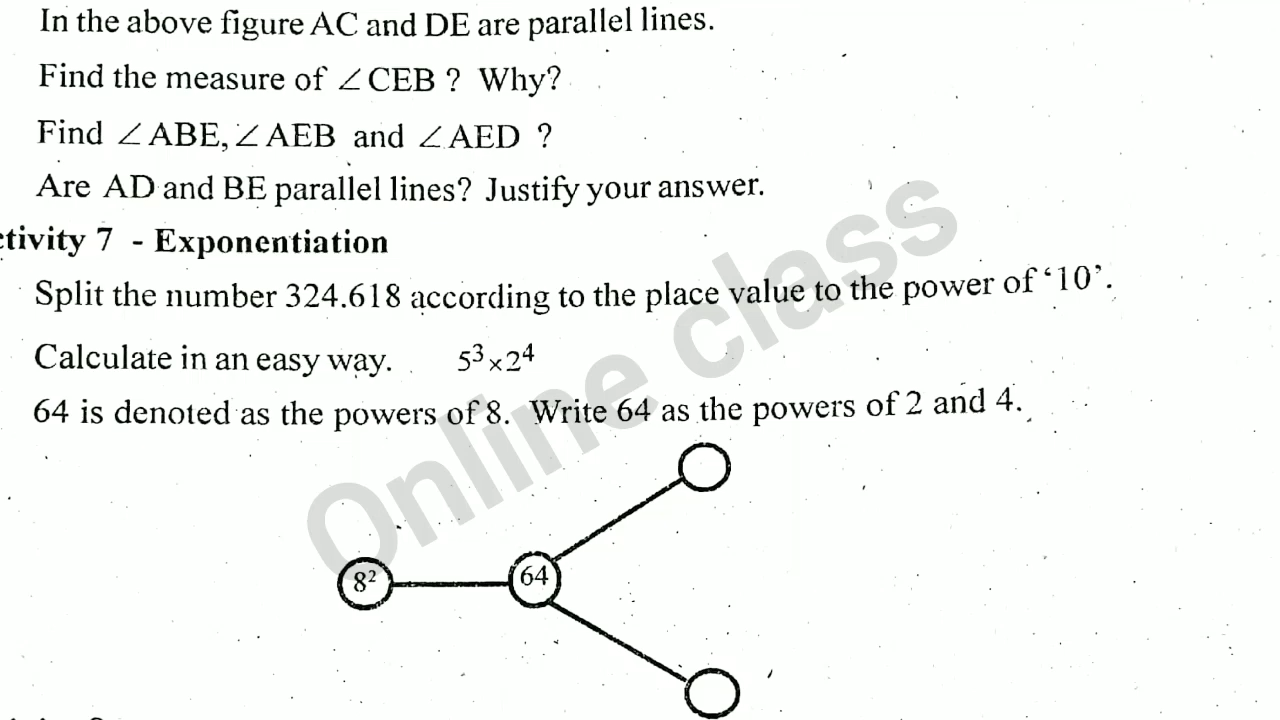 In the above figure AC and DE are parallel lines.
Find the measure of ∠CEB ? Why?
Find ∠ABE, ∠AEB and ∠AED ?
Are AD and BE parallel lines? Justify your answer.
ctivity 7 - Exponentiation
Split the number 324.618 according to the place value to the power of ‘10’.
Calculate in an easy way. 5³×2⁴
64 is denoted as the powers of 8. Write 64 as the powers of 2 and 4.
8²
64
Online class